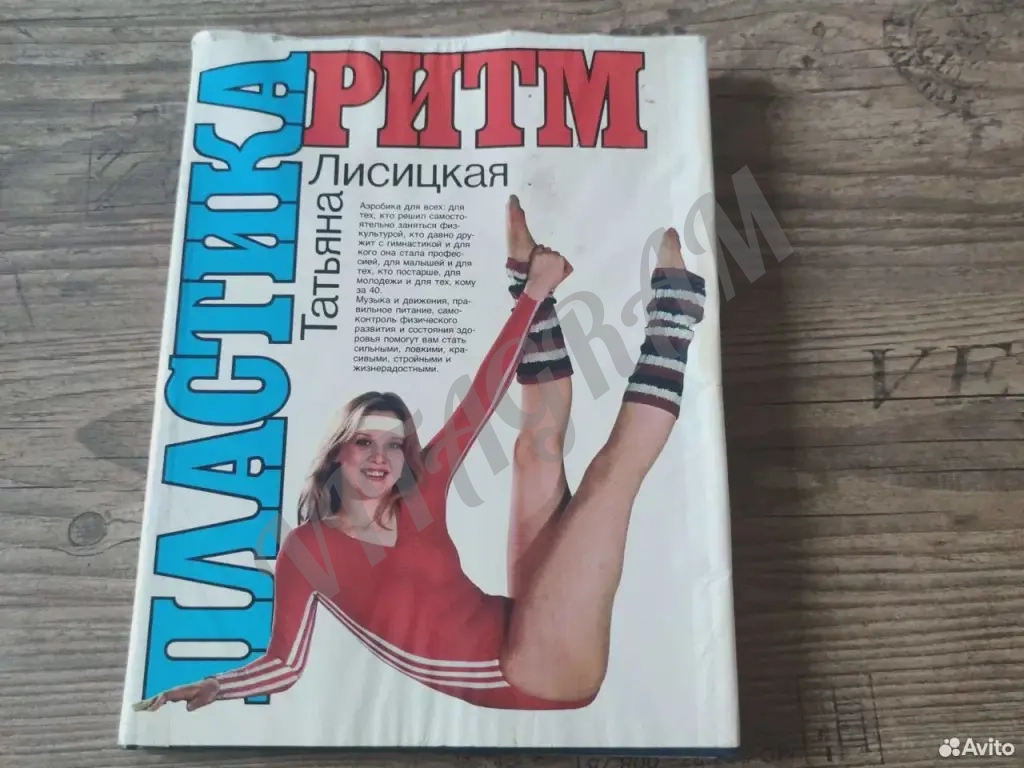 РИТМ
ПЛАСТИКА
Татьяна
Лисицкая
Аэробика для всех: для
тех, кто решил самосто-
ятельно заняться физ-
культурой, кто давно дру-
жит с гимнастикой и для
кого она стала профес-
сией, для малышей и для
тех, кто постарше, для
молодежи и для тех, кому
за 40.
Музыка и движения, пра-
вильное питание, само-
контроль физического
развития и состояния здо-
ровья помогут вам стать
сильными, ловкими, кра-
сивыми, стройными и
жизнерадостными.
VINTAGRAM
VE
Avito